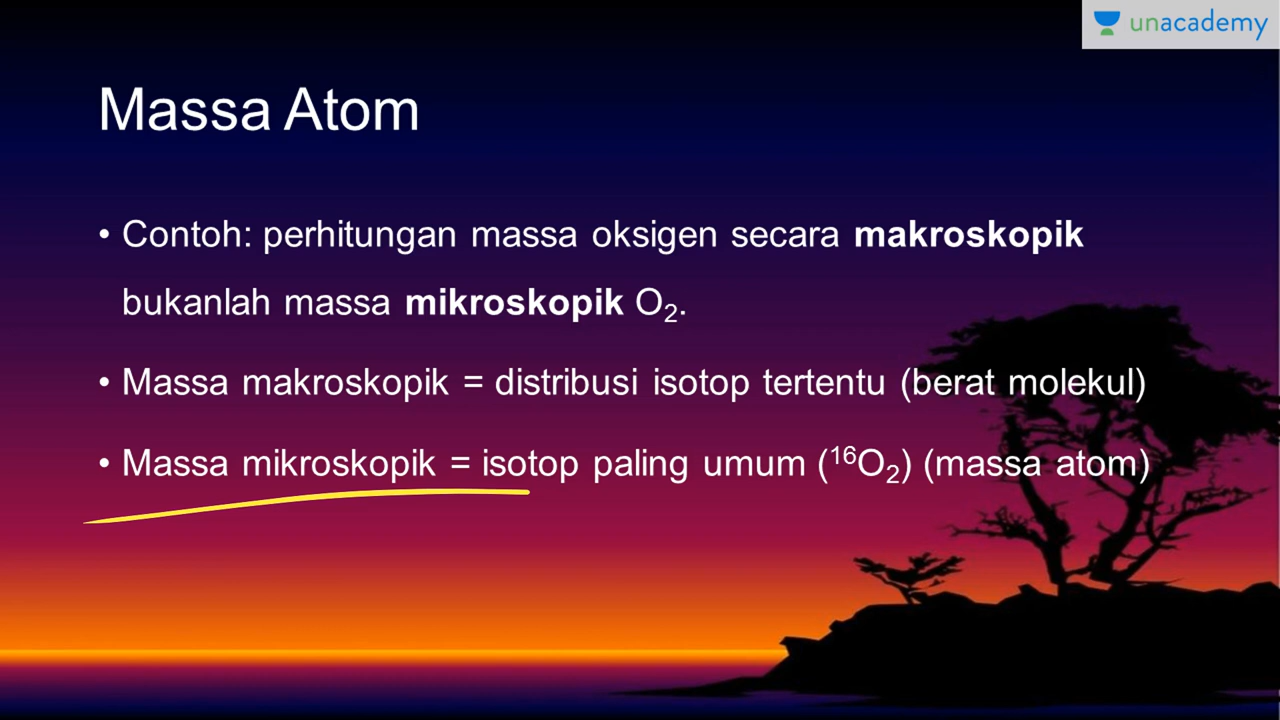 unacademy
Massa Atom
• Contoh: perhitungan massa oksigen secara makroskopik
bukanlah massa mikroskopik O₂.
• Massa makroskopik = distribusi isotop tertentu (berat molekul)
• Massa mikroskopik = isotop paling umum (¹⁶O₂) (massa atom)